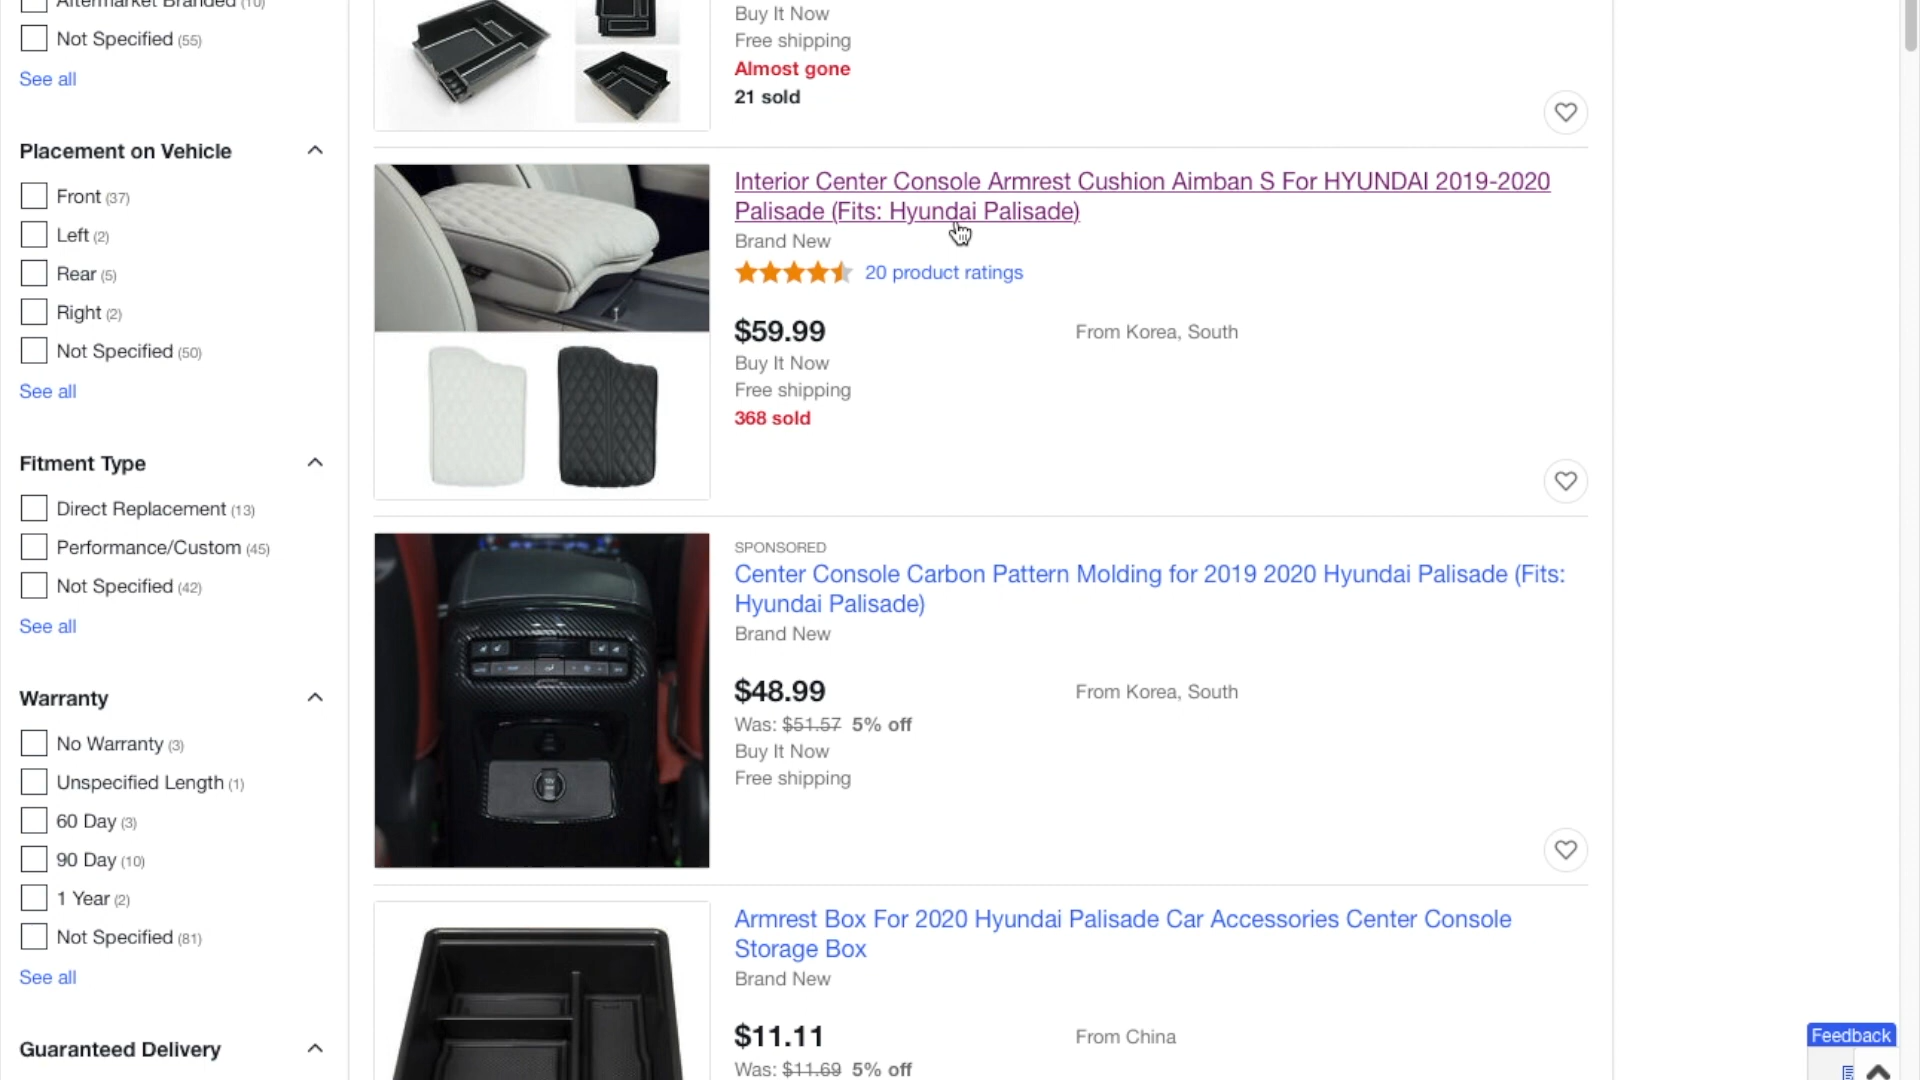 Aftermarket Branded (10)
Not Specified (55)
See all
Placement on Vehicle
Front (37)
Left (2)
Rear (5)
Right (2)
Not Specified (50)
See all
Fitment Type
Direct Replacement (13)
Performance/Custom (45)
Not Specified (42)
See all
Warranty
No Warranty (3)
Unspecified Length (1)
60 Day (3)
90 Day (10)
1 Year (2)
Not Specified (81)
See all
Guaranteed Delivery
Buy It Now
Free shipping
Almost gone
21 sold
Interior Center Console Armrest Cushion Aimban S For HYUNDAI 2019-2020
Palisade (Fits: Hyundai Palisade)
Brand New
20 product ratings
$59.99
From Korea, South
Buy It Now
Free shipping
368 sold
SPONSORED
Center Console Carbon Pattern Molding for 2019 2020 Hyundai Palisade (Fits:
Hyundai Palisade)
Brand New
$48.99
From Korea, South
Was: $51.57 5% off
Buy It Now
Free shipping
Armrest Box For 2020 Hyundai Palisade Car Accessories Center Console
Storage Box
Brand New
$11.11
From China
Was: $11.69 5% off
Feedback